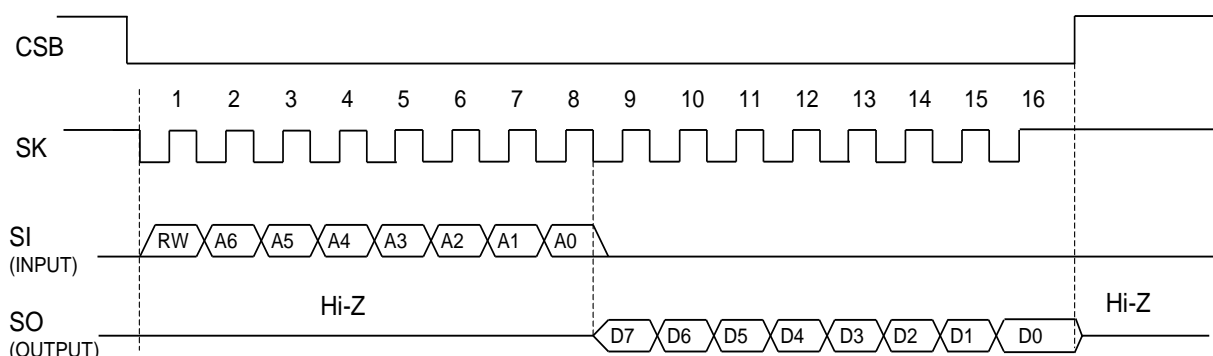 CSB
1 2 3 4 5 6 7 8 9 10 11 12 13 14 15 16
SK
SI
(INPUT)
RW A6 A5 A4 A3 A2 A1 A0
Hi-Z
Hi-Z
SO
(OUTPUT)
D7 D6 D5 D4 D3 D2 D1 D0